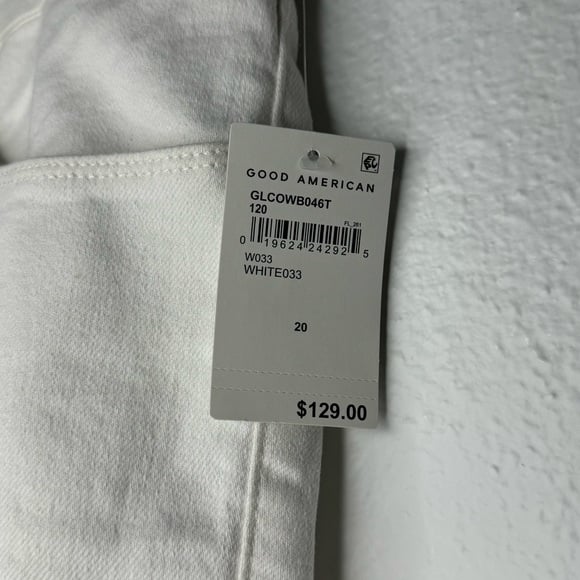 GOOD AMERICAN
GLCOWB046T
120
FL_261
0 19624 24292 5
W033
WHITE033
20
$129.00